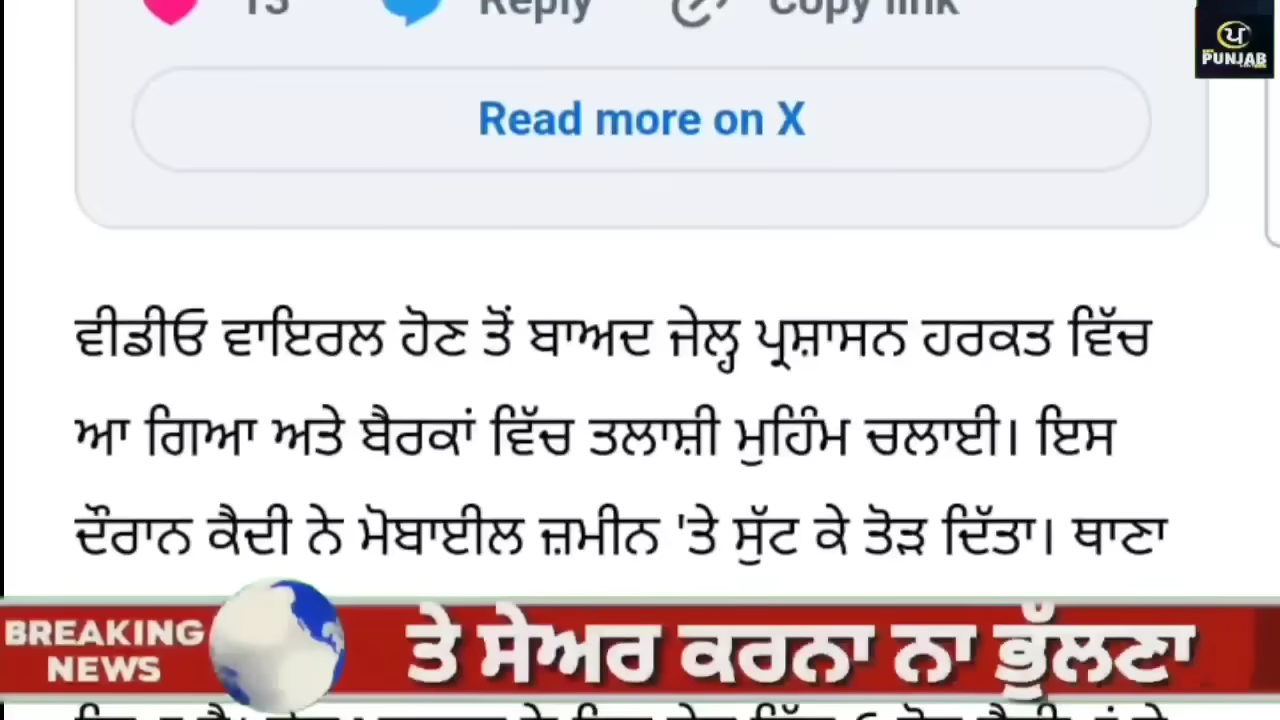 13 Reply Copy link
ਪ
PUNJAB
Read more on X
ਵੀਡੀਓ ਵਾਇਰਲ ਹੋਣ ਤੋਂ ਬਾਅਦ ਜੇਲ੍ਹ ਪ੍ਰਸ਼ਾਸਨ ਹਰਕਤ ਵਿੱਚ
ਆ ਗਿਆ ਅਤੇ ਬੈਰਕਾਂ ਵਿੱਚ ਤਲਾਸ਼ੀ ਮੁਹਿੰਮ ਚਲਾਈ। ਇਸ
ਦੌਰਾਨ ਕੈਦੀ ਨੇ ਮੋਬਾਈਲ ਜ਼ਮੀਨ 'ਤੇ ਸੁੱਟ ਕੇ ਤੋੜ ਦਿੱਤਾ। ਥਾਣਾ
BREAKING
NEWS
ਤੇ ਸੇਅਰ ਕਰਨਾ ਨਾ ਭੁੱਲਣਾ